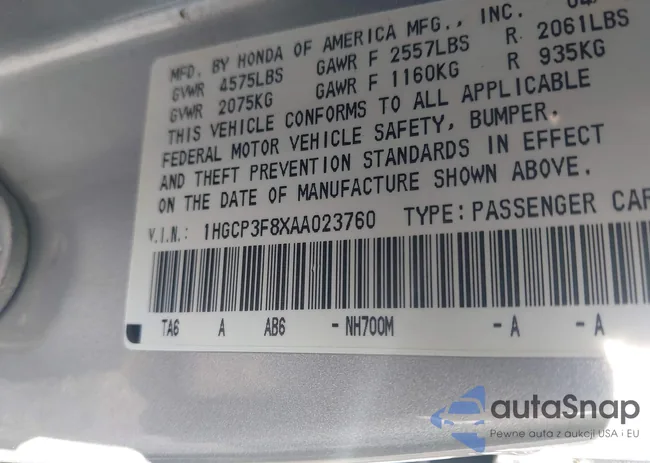 MFD. BY HONDA OF AMERICA MFG., INC.
GVWR 4575LBS GAWR F 2557LBS R 2061LBS
GVWR 2075KG GAWR F 1160KG R 935KG
THIS VEHICLE CONFORMS TO ALL APPLICABLE
FEDERAL MOTOR VEHICLE SAFETY, BUMPER,
AND THEFT PREVENTION STANDARDS IN EFFECT
ON THE DATE OF MANUFACTURE SHOWN ABOVE.
V.I.N.: 1HGCP3F8XAA023760 TYPE: PASSENGER CAR
TA6 A AB6 -NH700M -A -A
autaSnap
Pewne auta z aukcji USA i EU